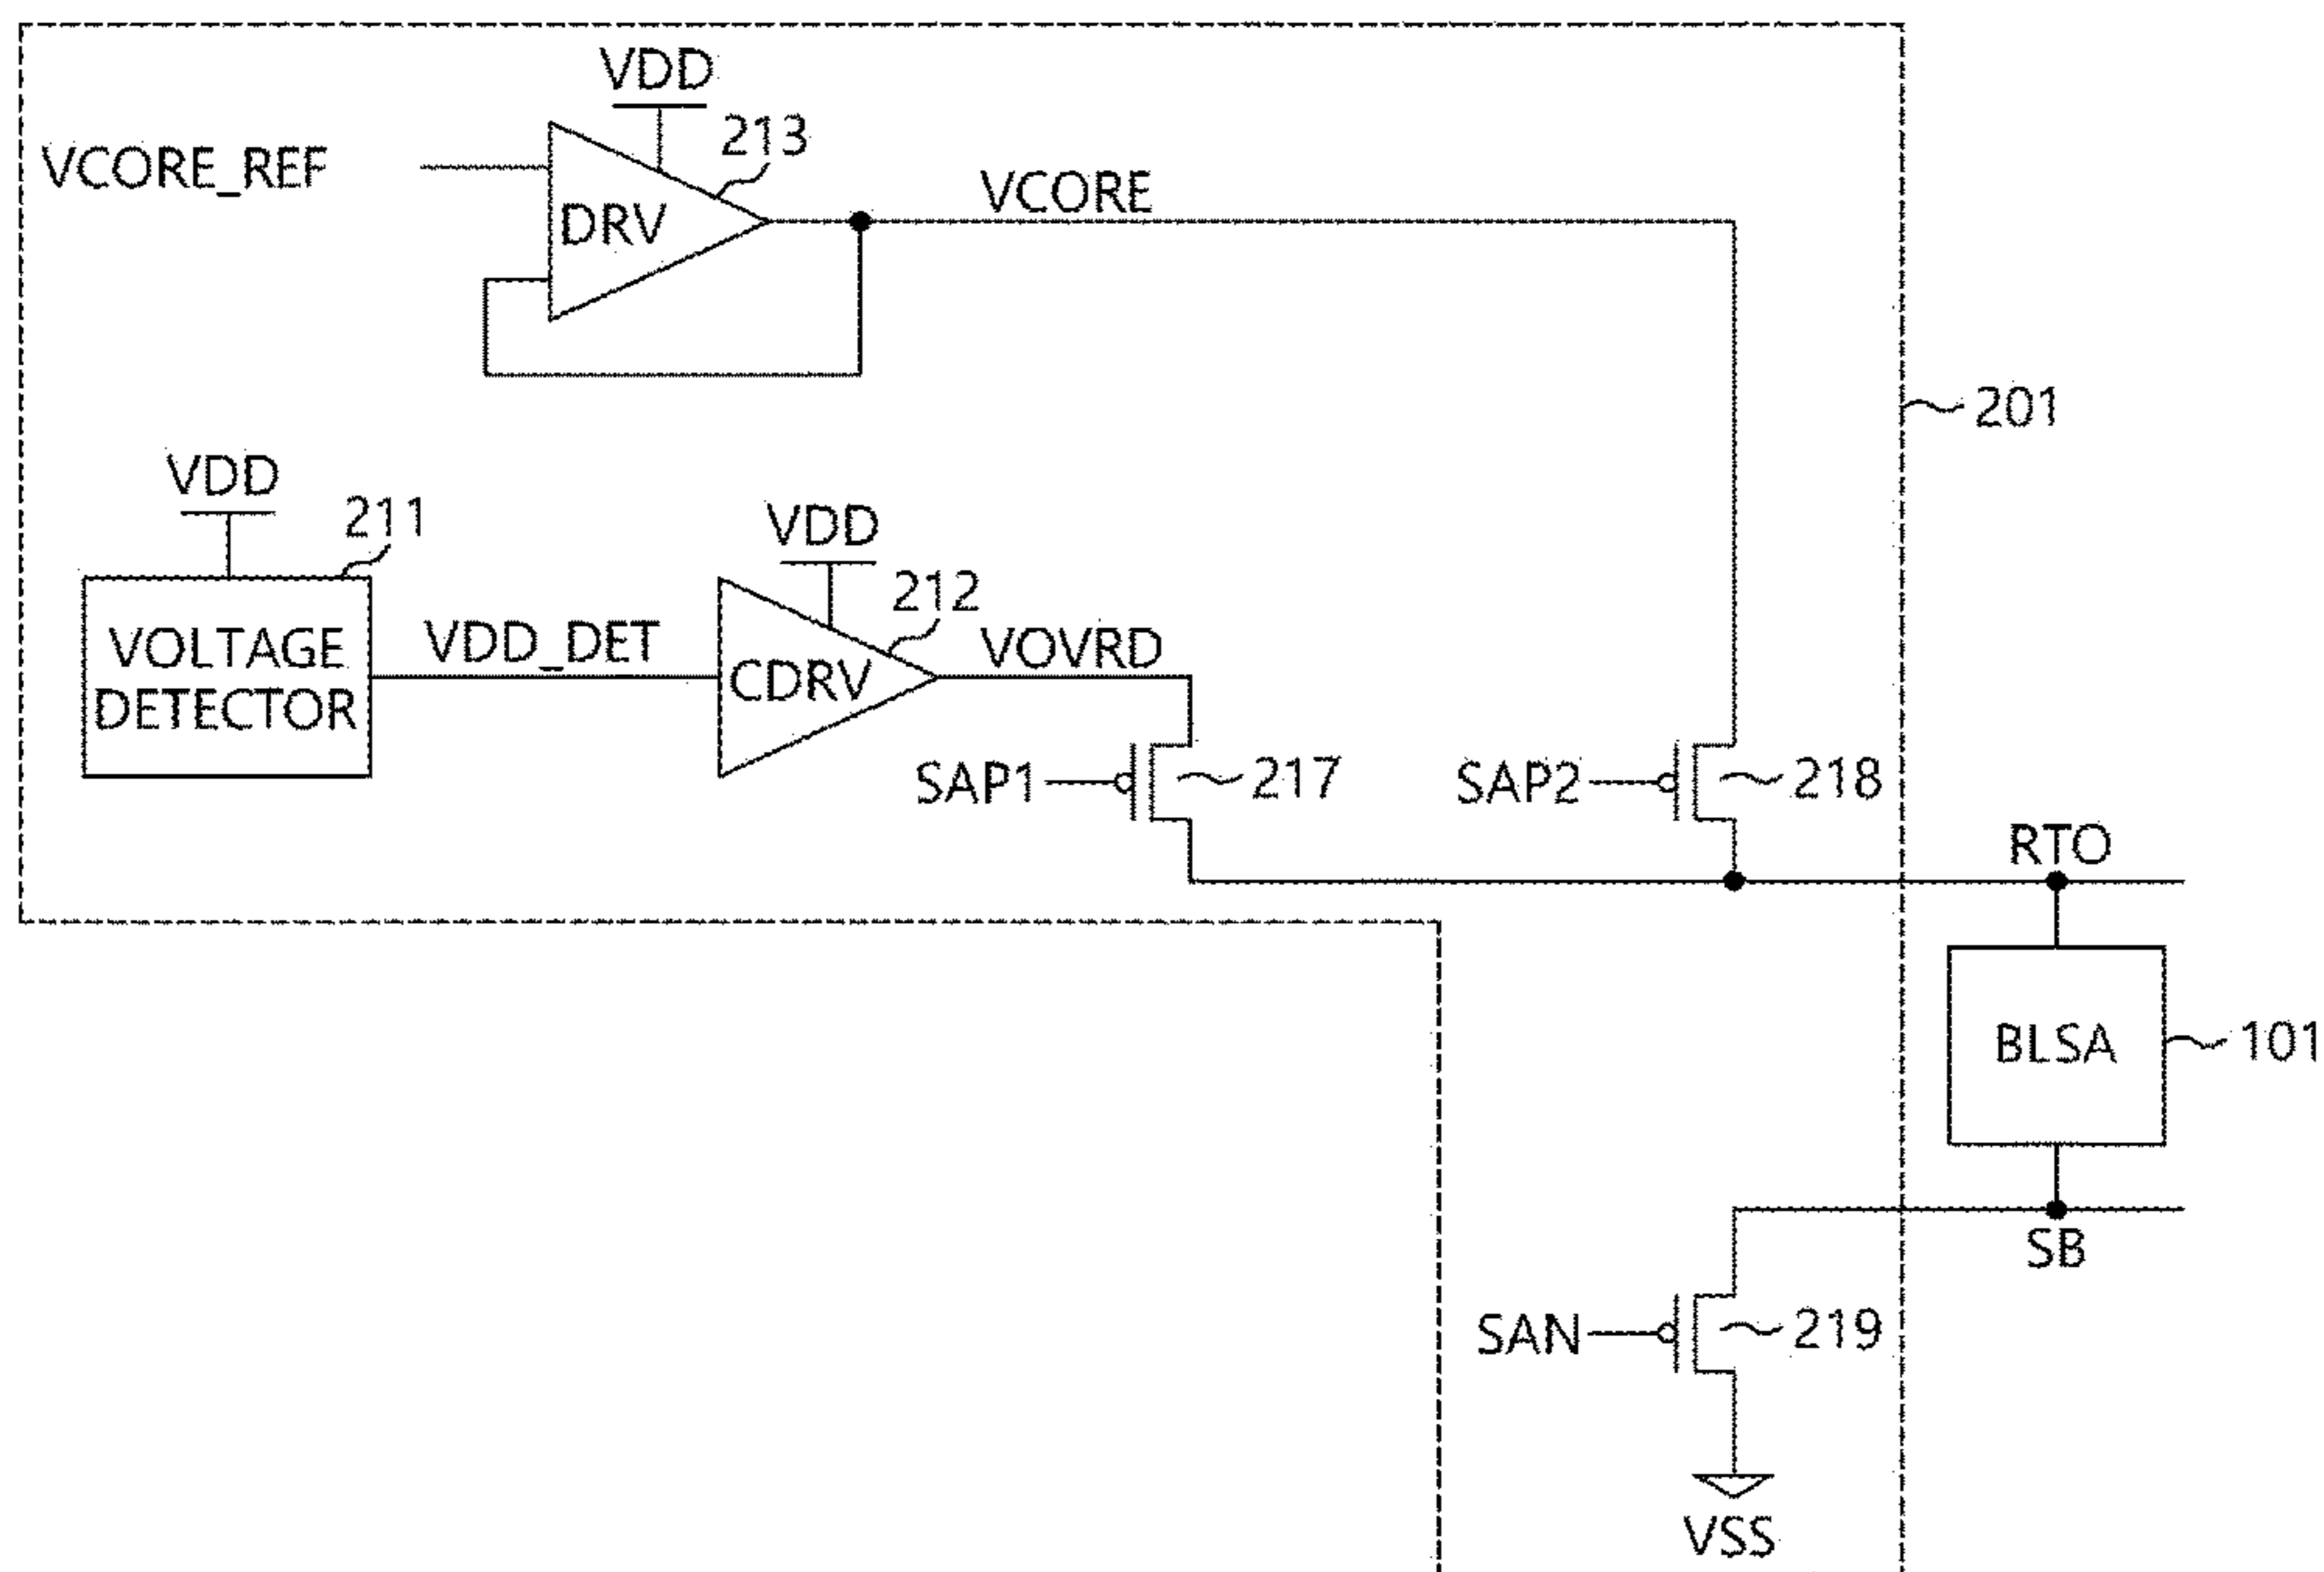 VDD
213
VCORE_REF
DRV
VCORE
201
VDD
211
VDD
212
VOLTAGE
DETECTOR
VDD_DET
CDRV
VOVRD
SAP1
217
SAP2
218
RTO
BLSA
101
SB
SAN
219
VSS